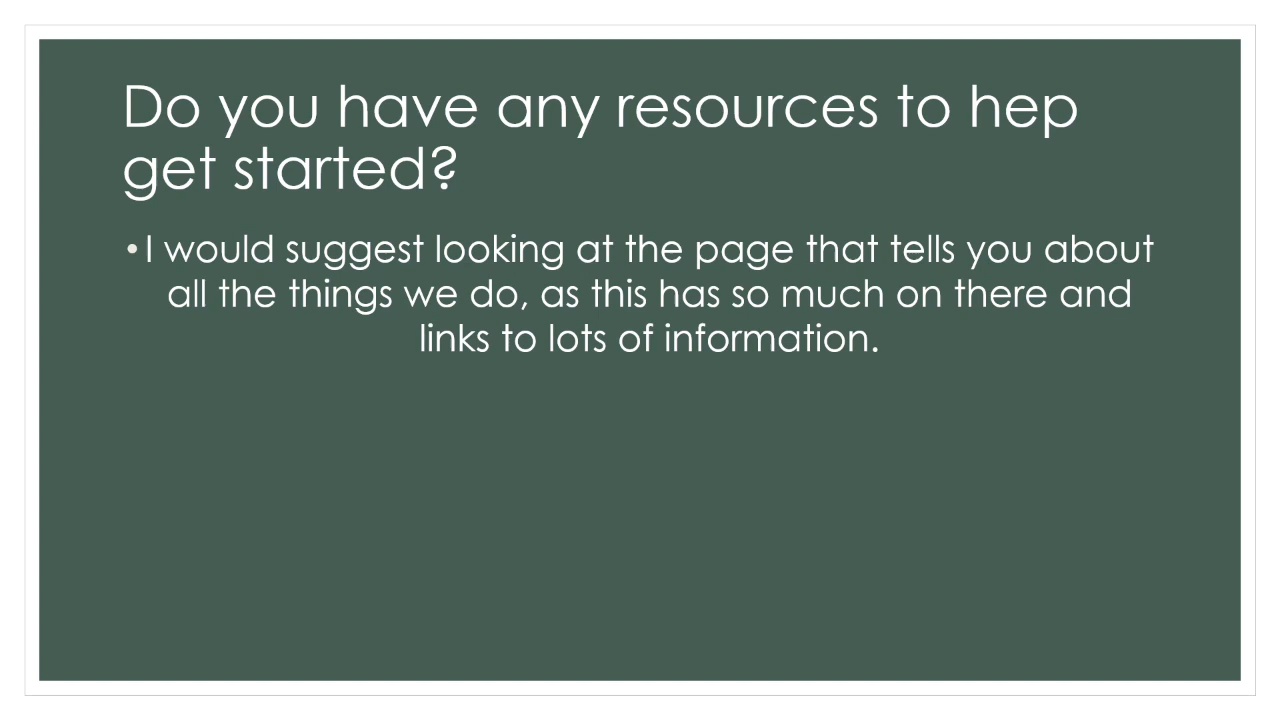 Do you have any resources to hep
get started?
• I would suggest looking at the page that tells you about
all the things we do, as this has so much on there and
links to lots of information.